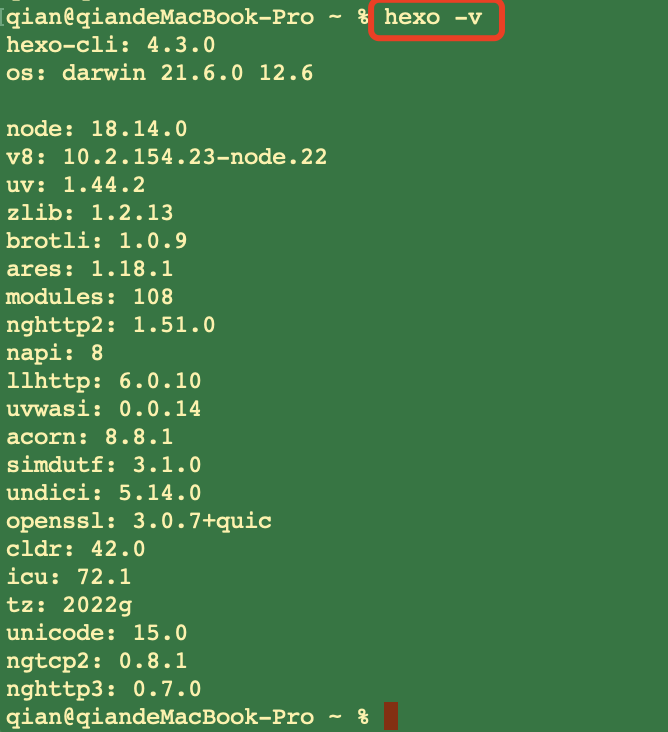 qian@qiandeMacBook-Pro ~ % hexo -v
hexo-cli: 4.3.0
os: darwin 21.6.0 12.6
node: 18.14.0
v8: 10.2.154.23-node.22
uv: 1.44.2
zlib: 1.2.13
brotli: 1.0.9
ares: 1.18.1
modules: 108
nghttp2: 1.51.0
napi: 8
llhttp: 6.0.10
uvwasi: 0.0.14
acorn: 8.8.1
simdutf: 3.1.0
undici: 5.14.0
openssl: 3.0.7+quic
cldr: 42.0
icu: 72.1
tz: 2022g
unicode: 15.0
ngtcp2: 0.8.1
nghttp3: 0.7.0
qian@qiandeMacBook-Pro ~ %